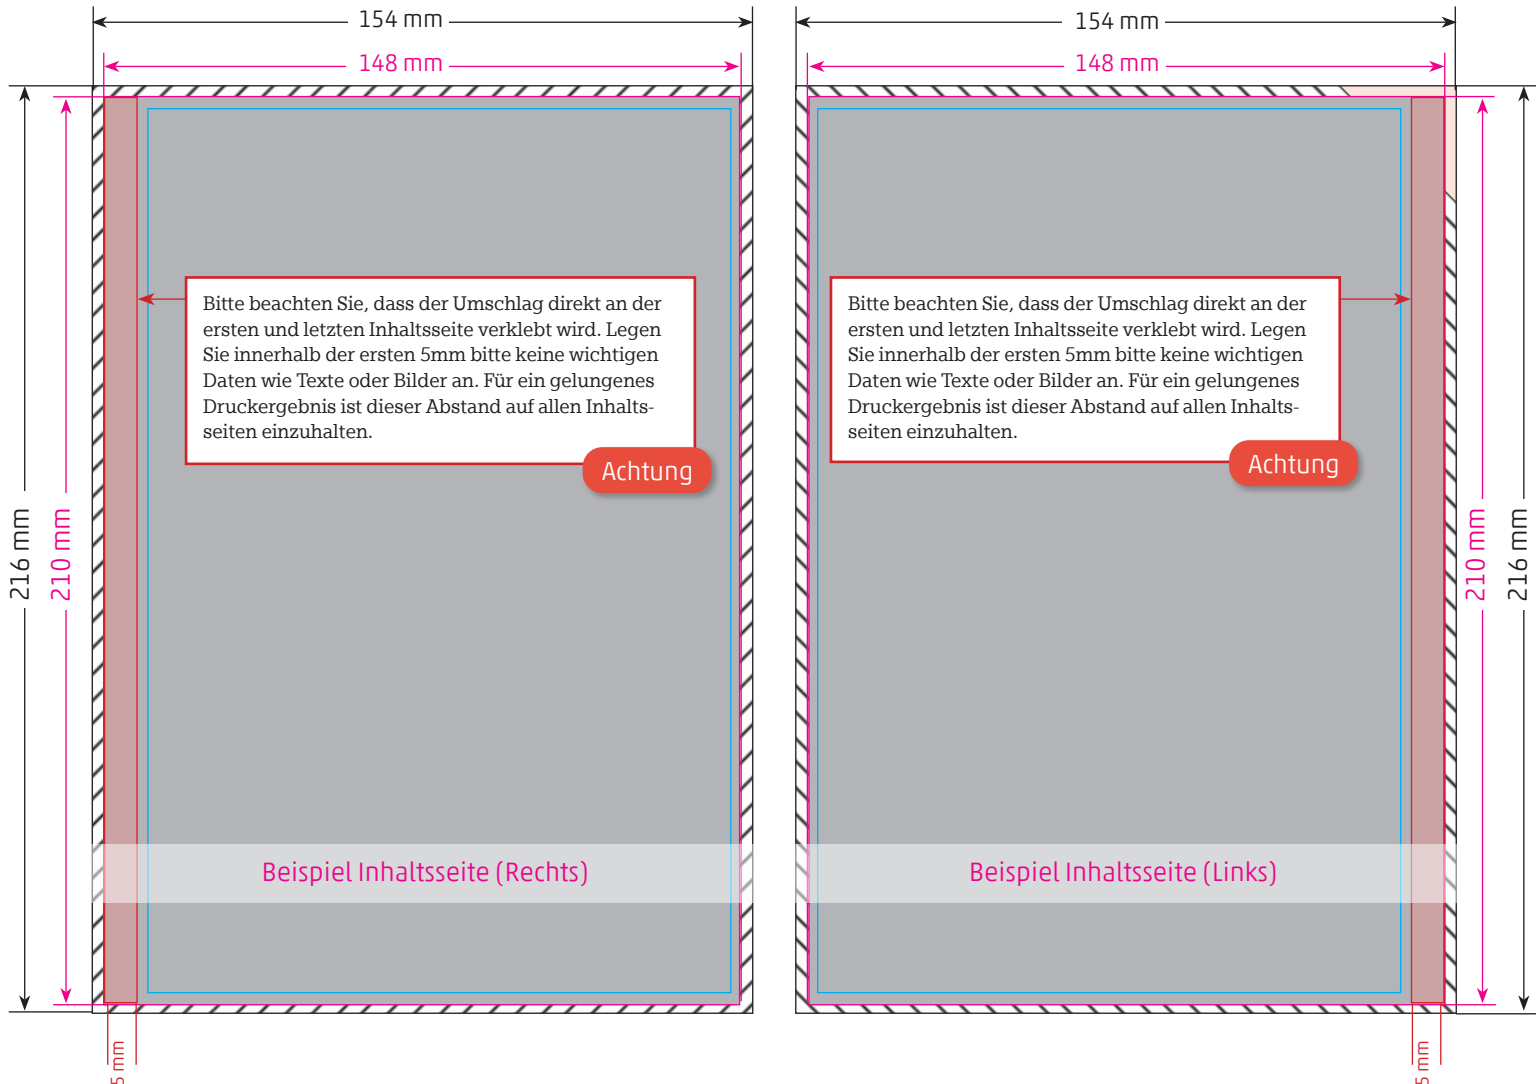 154 mm
154 mm
148 mm
148 mm
216 mm
210 mm
Bitte beachten Sie, dass der Umschlag direkt an der
ersten und letzten Inhaltsseite verklebt wird. Legen
Sie innerhalb der ersten 5mm bitte keine wichtigen
Daten wie Texte oder Bilder an. Für ein gelungenes
Druckergebnis ist dieser Abstand auf allen Inhalts-
seiten einzuhalten.
Achtung
Bitte beachten Sie, dass der Umschlag direkt an der
ersten und letzten Inhaltsseite verklebt wird. Legen
Sie innerhalb der ersten 5mm bitte keine wichtigen
Daten wie Texte oder Bilder an. Für ein gelungenes
Druckergebnis ist dieser Abstand auf allen Inhalts-
seiten einzuhalten.
Achtung
210 mm
216 mm
Beispiel Inhaltsseite (Rechts)
Beispiel Inhaltsseite (Links)
5 mm
5 mm